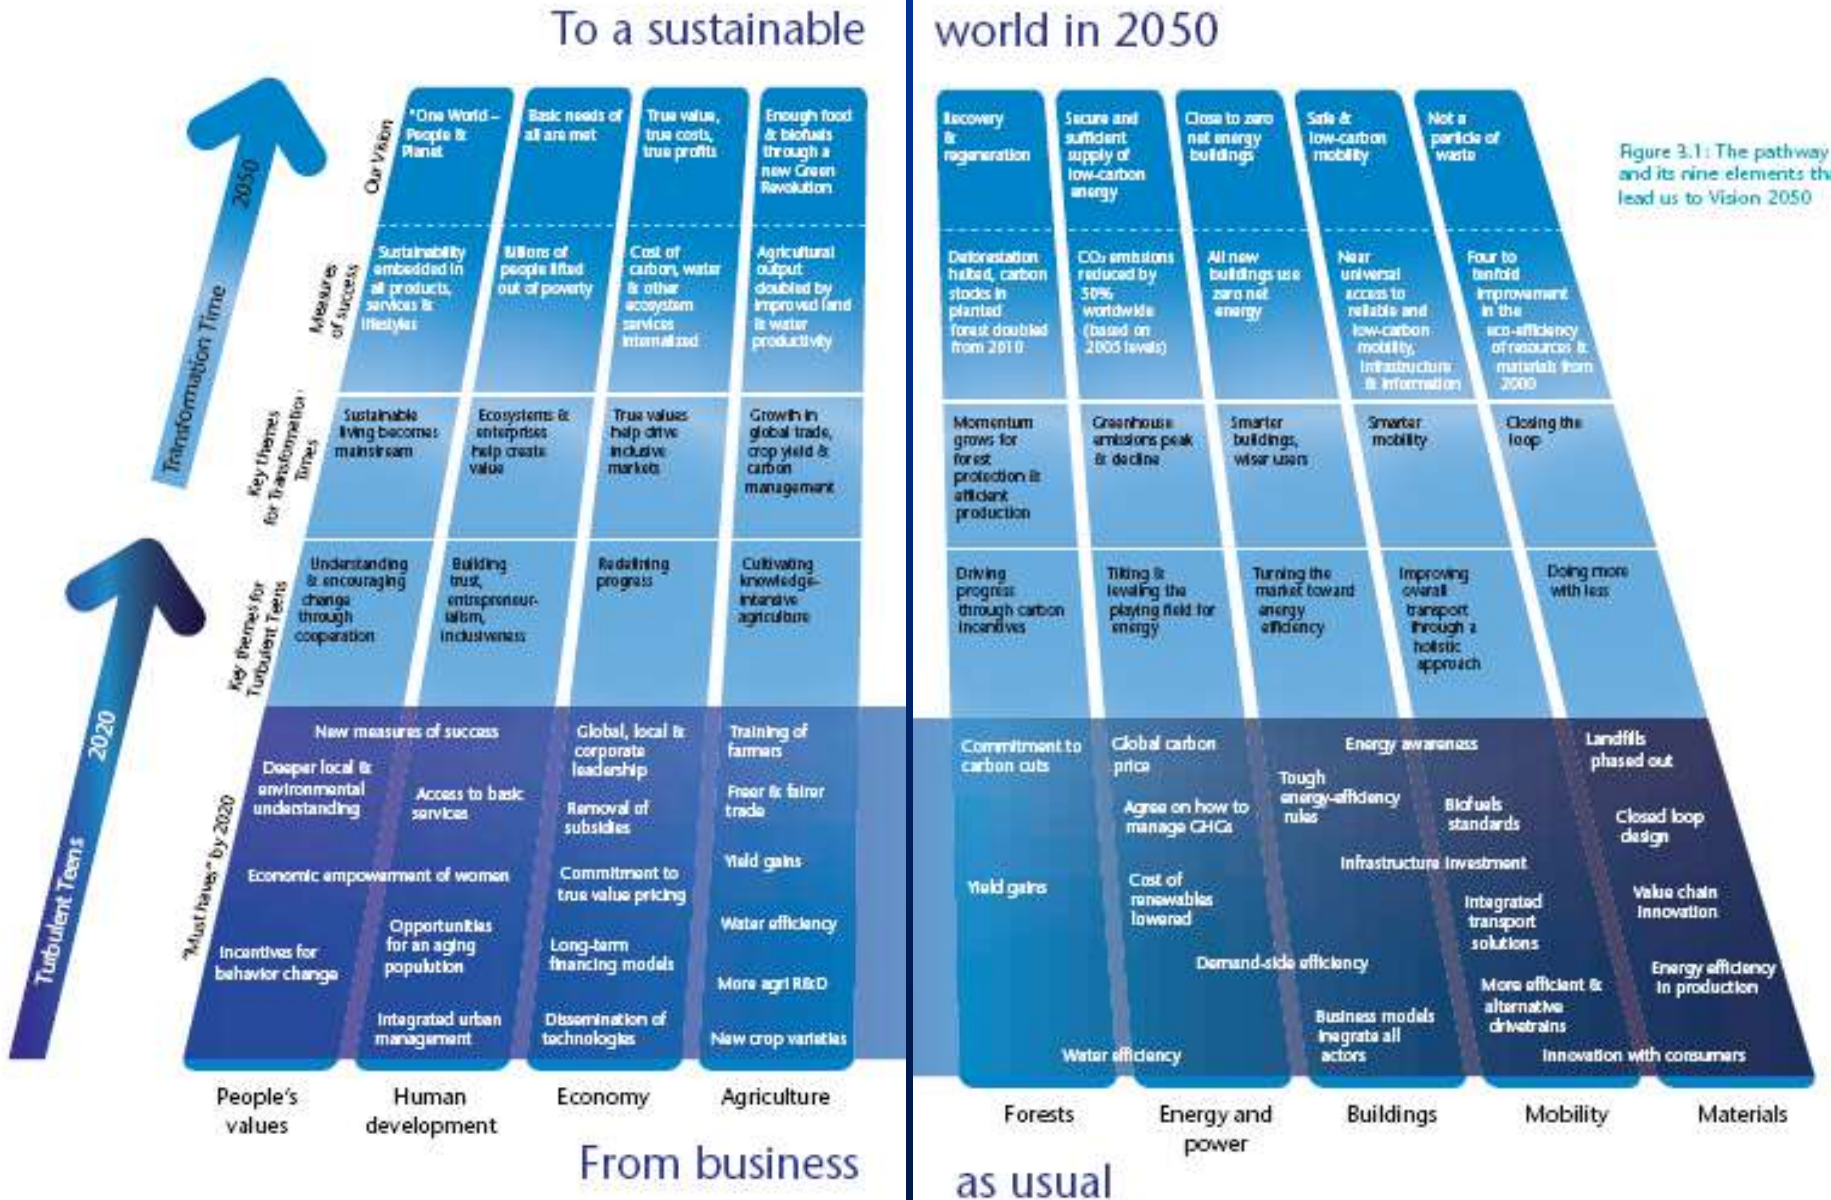 To a sustainable
world in 2050
Figure 3.1: The pathway
and its nine elements tha
lead us to Vision 2050
2050
Transformation Time
2020
Turbulent Teens
Our Vision
"One World –
People &
Planet
Basic needs of
all are met
True value,
true costs,
true profits
Enough food
& biofuels
through a
new Green
Revolution
Recovery
&
regeneration
Secure and
sufficient
supply of
low-carbon
energy
Close to zero
net energy
buildings
Safe &
low-carbon
mobility
Not a
particle of
waste
Measures
of success
Sustainability
embedded in
all products,
services &
lifestyles
Billions of
people lifted
out of poverty
Cost of
carbon, water
& other
ecosystem
services
internalized
Agricultural
output
doubled by
improved land
& water
productivity
Deforestation
halted, carbon
stocks in
planted
forest doubled
from 2010
CO₂ emissions
reduced by
50%
worldwide
(based on
2005 levels)
All new
buildings use
zero net
energy
Near
universal
access to
reliable and
low-carbon
mobility,
infrastructure
& information
Four to
tenfold
improvement
in the
eco-efficiency
of resources &
materials from
2000
Key themes
for Transformation
Times
Sustainable
living becomes
mainstream
Ecosystems &
enterprises
help create
value
True values
help drive
inclusive
markets
Growth in
global trade,
crop yield &
carbon
management
Momentum
grows for
forest
protection &
efficient
production
Greenhouse
emissions peak
& decline
Smarter
buildings,
wiser users
Smarter
mobility
Closing the
loop
Key themes for
Turbulent Teens
Understanding
& encouraging
change
through
cooperation
Building
trust,
entrepreneur-
ialism,
inclusiveness
Redefining
progress
Cultivating
knowledge-
intensive
agriculture
Driving
progress
through carbon
incentives
Tilting &
leveling the
playing field for
energy
Turning the
market toward
energy
efficiency
Improving
overall
transport
through a
holistic
approach
Doing more
with less
"Must haves" by 2020
New measures of success
Deeper local &
environmental
understanding
Access to basic
services
Economic empowerment of women
Incentives for
behavior change
Opportunities
for an aging
population
Integrated urban
management
Global, local &
corporate
leadership
Removal of
subsidies
Commitment to
true value pricing
Long-term
financing models
Dissemination of
technologies
Training of
farmers
Freer & fairer
trade
Yield gains
Water efficiency
More agri R&D
New crop varieties
Commitment to
carbon cuts
Yield gains
Water efficiency
Global carbon
price
Agree on how to
manage GHGs
Cost of
renewables
lowered
Demand-side efficiency
Energy awareness
Tough
energy-efficiency
rules
Infrastructure investment
Business models
inegrate all
actors
Biofuels
standards
Integrated
transport
solutions
More efficient &
alternative
drivetrains
Innovation with consumers
Landfills
phased out
Closed loop
design
Value chain
innovation
Energy efficiency
in production
People's
values
Human
development
Economy
Agriculture
Forests
Energy and
power
Buildings
Mobility
Materials
From business
as usual